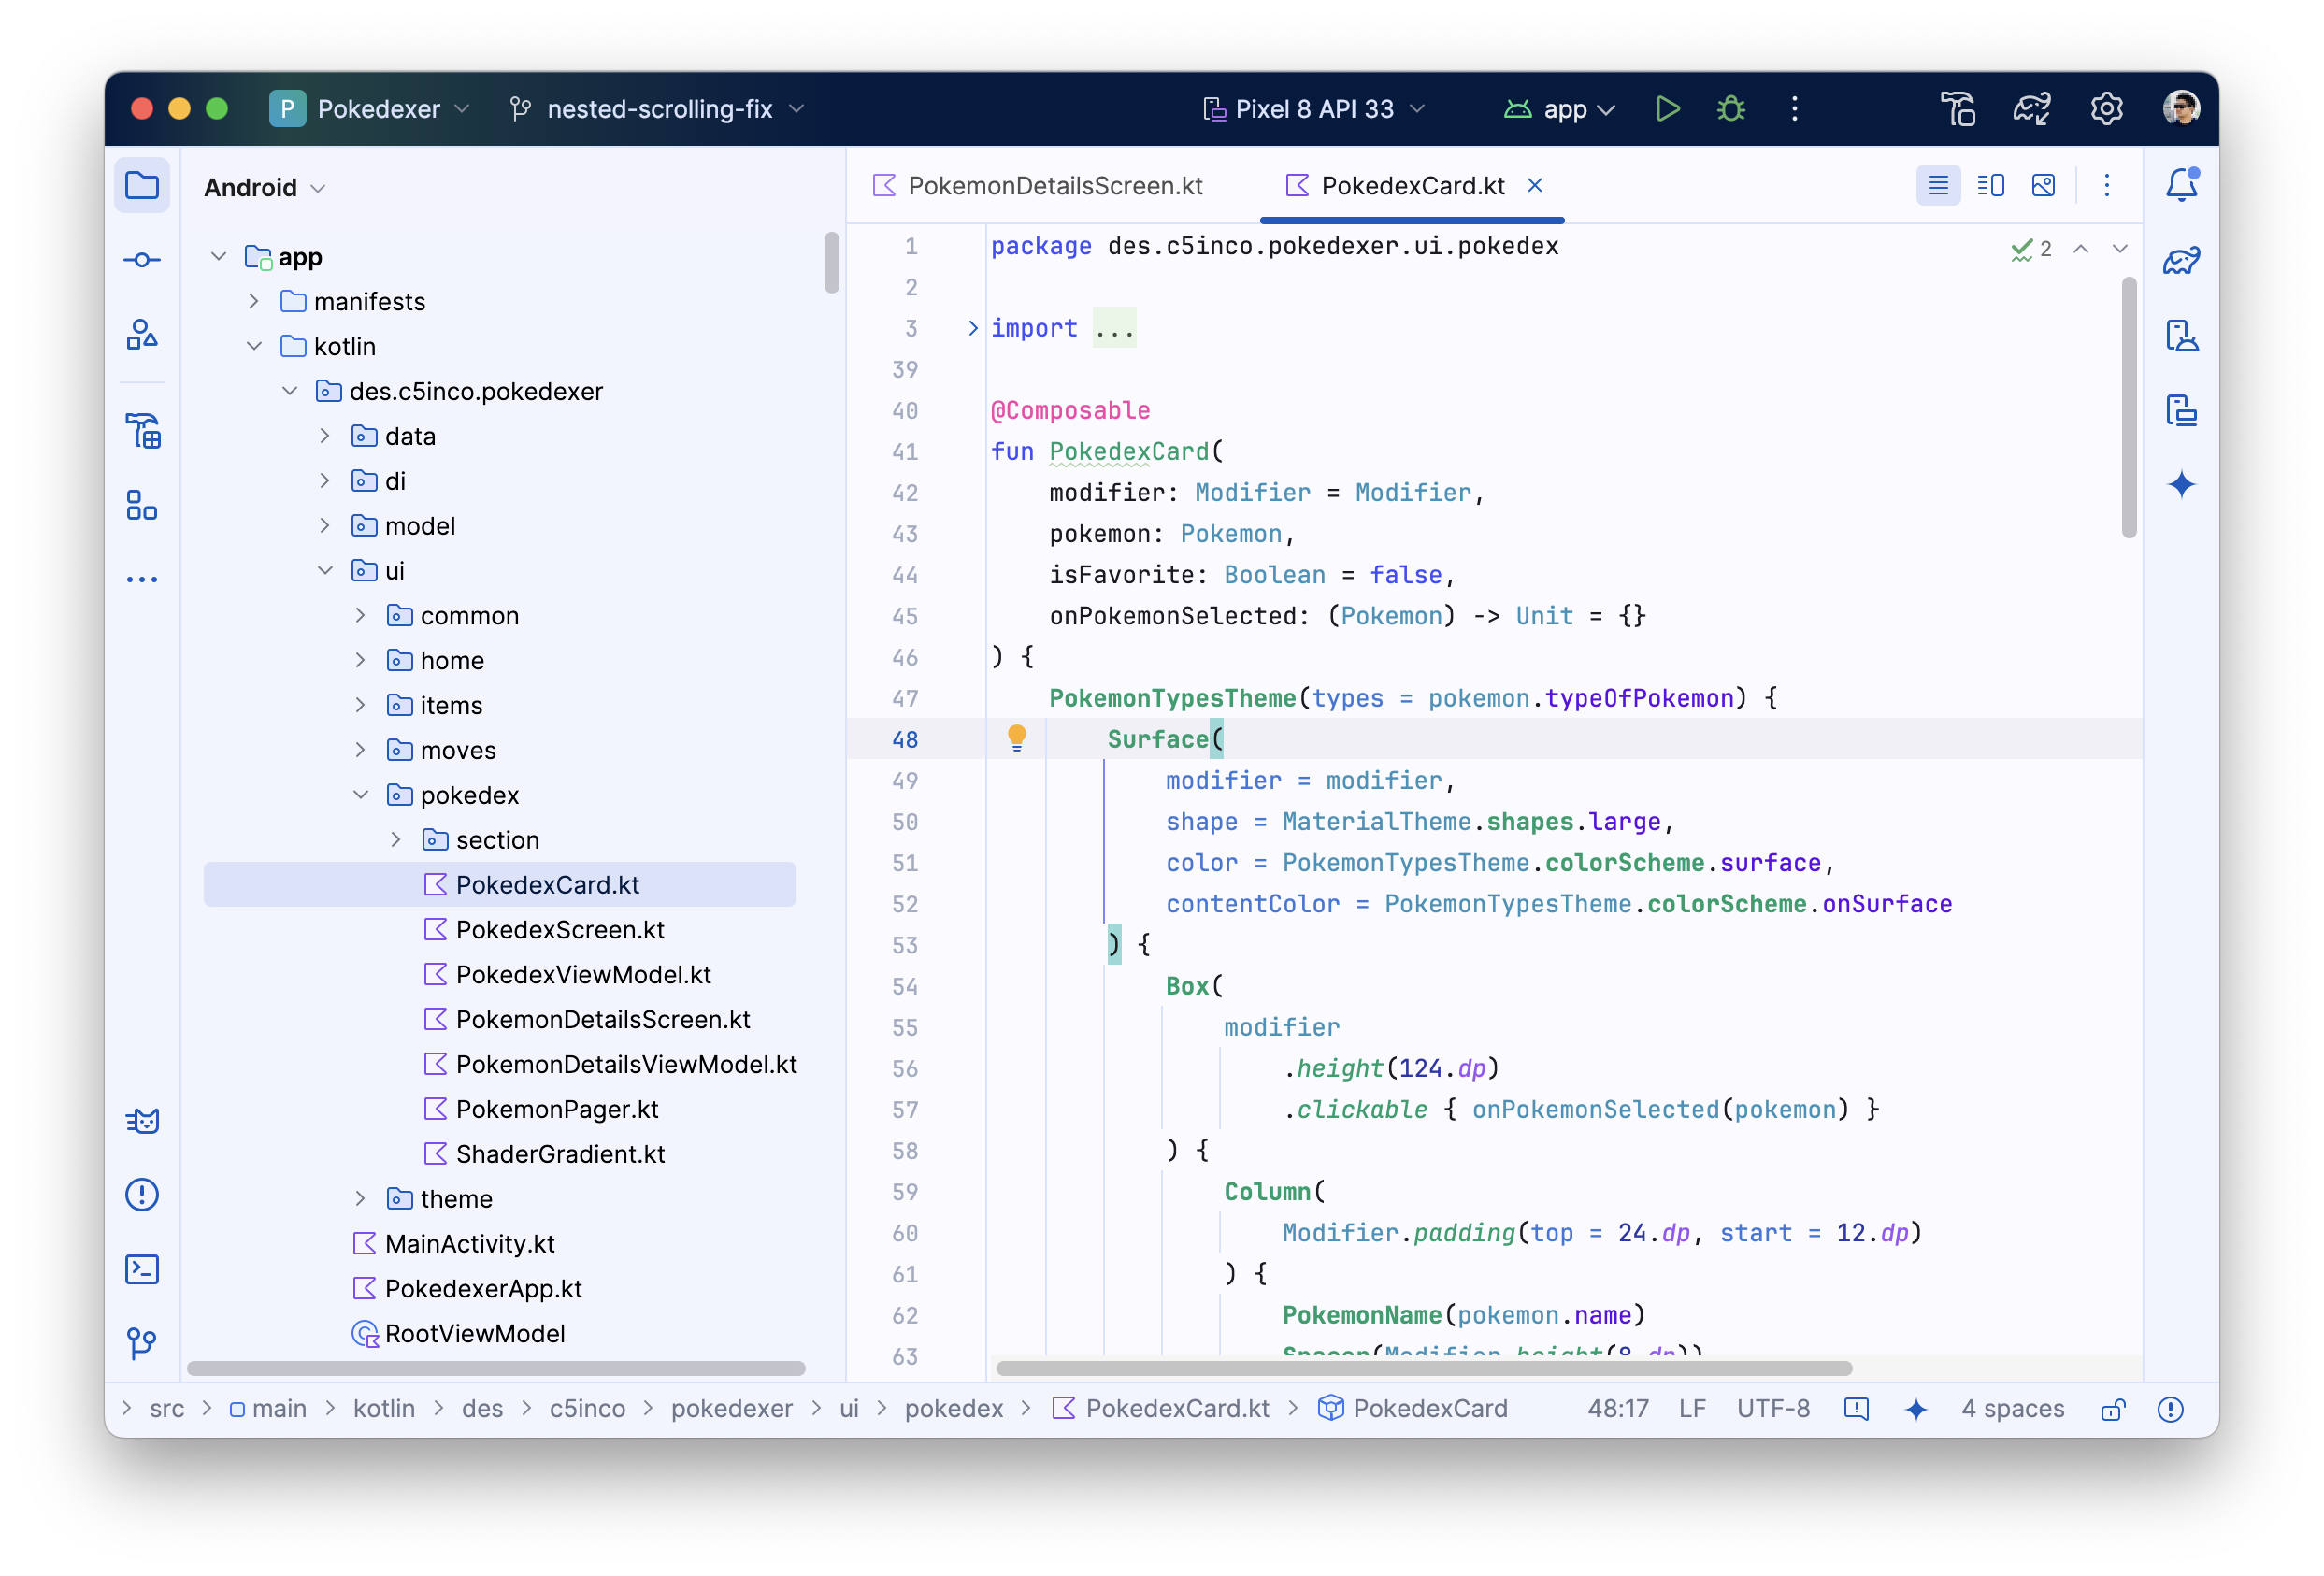 P Pokedexer nested-scrolling-fix Pixel 8 API 33 app
Android
app
manifests
kotlin
des.c5inco.pokedexer
data
di
model
ui
common
home
items
moves
pokedex
section
PokedexCard.kt
PokedexScreen.kt
PokedexViewModel.kt
PokemonDetailsScreen.kt
PokemonDetailsViewModel.kt
PokemonPager.kt
ShaderGradient.kt
theme
MainActivity.kt
PokedexerApp.kt
RootViewModel
PokemonDetailsScreen.kt PokedexCard.kt
2
1 package des.c5inco.pokedexer.ui.pokedex
2
3 import ...
39
40 @Composable
41 fun PokedexCard(
42 modifier: Modifier = Modifier,
43 pokemon: Pokemon,
44 isFavorite: Boolean = false,
45 onPokemonSelected: (Pokemon) -> Unit = {}
46 ) {
47 PokemonTypesTheme(types = pokemon.typeOfPokemon) {
48 Surface(
49 modifier = modifier,
50 shape = MaterialTheme.shapes.large,
51 color = PokemonTypesTheme.colorScheme.surface,
52 contentColor = PokemonTypesTheme.colorScheme.onSurface
53 ) {
54 Box(
55 modifier
56 .height(124.dp)
57 .clickable { onPokemonSelected(pokemon) }
58 ) {
59 Column(
60 Modifier.padding(top = 24.dp, start = 12.dp)
61 ) {
62 PokemonName(pokemon.name)
63 Spacer(Modifier.height(8.dp))
src main kotlin des c5inco pokedexer ui pokedex PokedexCard.kt PokedexCard 48:17 LF UTF-8 4 spaces